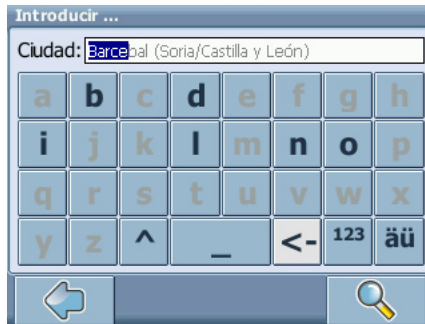 Introducir ...
Ciudad: Barcebal (Soria/Castilla y León)
a b c d e f g h
i j k l m n o p
q r s t u v w x
y z ^ _ <- 123 äü